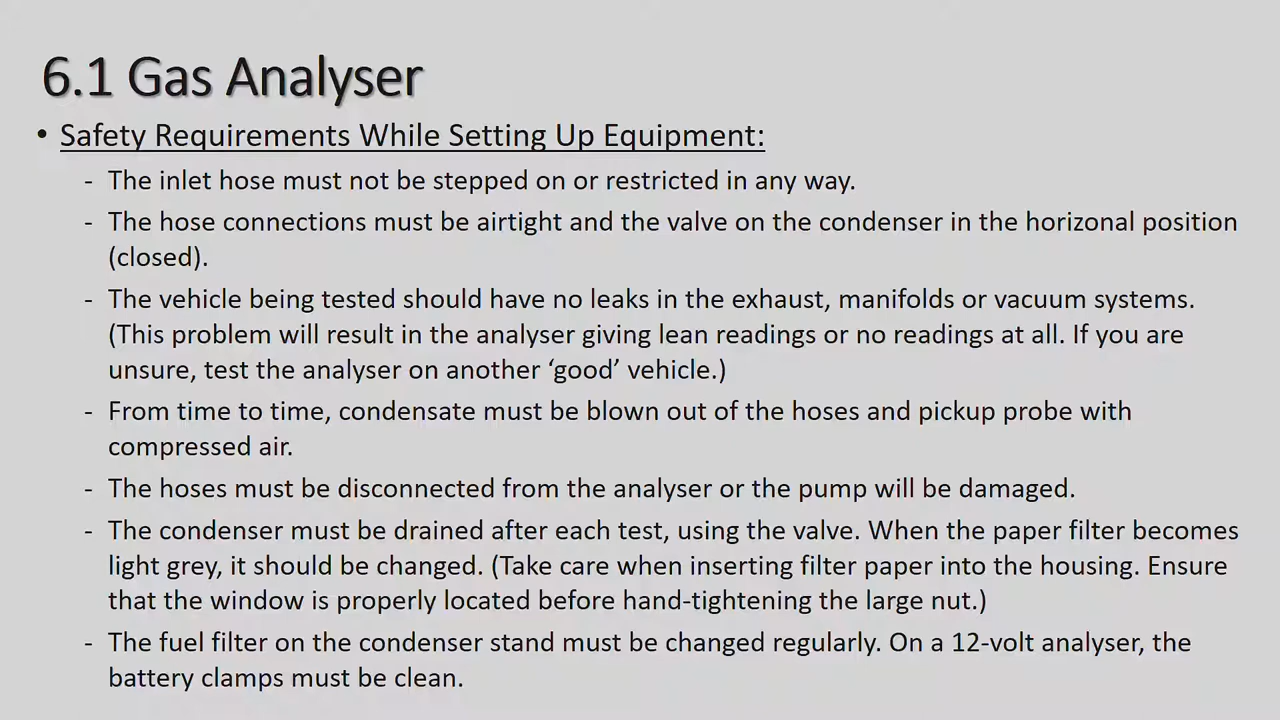 6.1 Gas Analyser
• Safety Requirements While Setting Up Equipment:
- The inlet hose must not be stepped on or restricted in any way.
- The hose connections must be airtight and the valve on the condenser in the horizonal position
(closed).
- The vehicle being tested should have no leaks in the exhaust, manifolds or vacuum systems.
(This problem will result in the analyser giving lean readings or no readings at all. If you are
unsure, test the analyser on another ‘good’ vehicle.)
- From time to time, condensate must be blown out of the hoses and pickup probe with
compressed air.
- The hoses must be disconnected from the analyser or the pump will be damaged.
- The condenser must be drained after each test, using the valve. When the paper filter becomes
light grey, it should be changed. (Take care when inserting filter paper into the housing. Ensure
that the window is properly located before hand-tightening the large nut.)
- The fuel filter on the condenser stand must be changed regularly. On a 12-volt analyser, the
battery clamps must be clean.